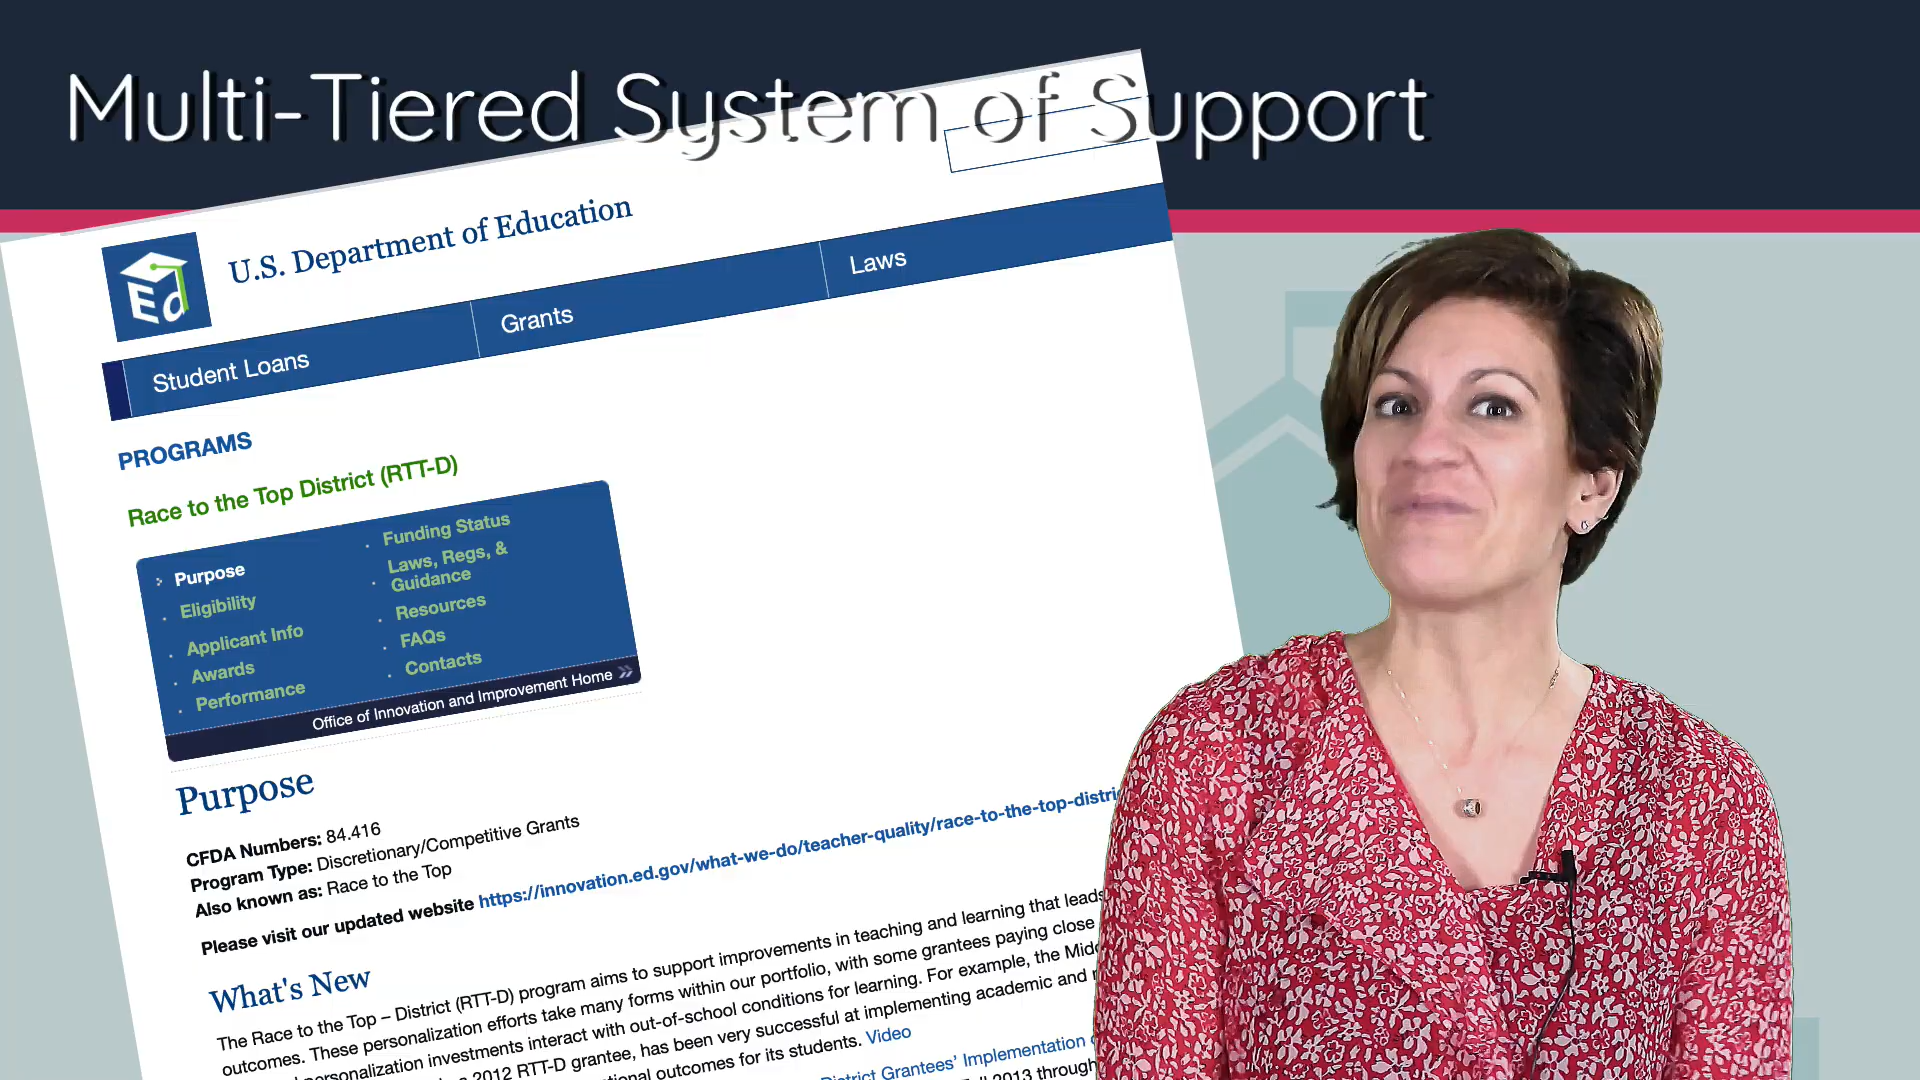 Multi-Tiered System of Support
Ed
U.S. Department of Education
Student Loans
Grants
Laws
PROGRAMS
Race to the Top District (RTT-D)
Purpose
Eligibility
Applicant Info
Awards
Performance
Funding Status
Laws, Regs, &
Guidance
Resources
FAQs
Contacts
Office of Innovation and Improvement Home
Purpose
CFDA Numbers: 84.416
Program Type: Discretionary/Competitive Grants
Also known as: Race to the Top
Please visit our updated website https://innovation.ed.gov/what-we-do/teacher-quality/race-to-the-top-distri
What's New
The Race to the Top – District (RTT-D) program aims to support improvements in teaching and learning that leads
outcomes. These personalization efforts take many forms within our portfolio, with some grantees paying close
personalization investments interact with out-of-school conditions for learning. For example, the
2012 RTT-D grantee, has been very successful at implementing academic and
outcomes for its students. Video
District Grantees' Implementation
2013 through